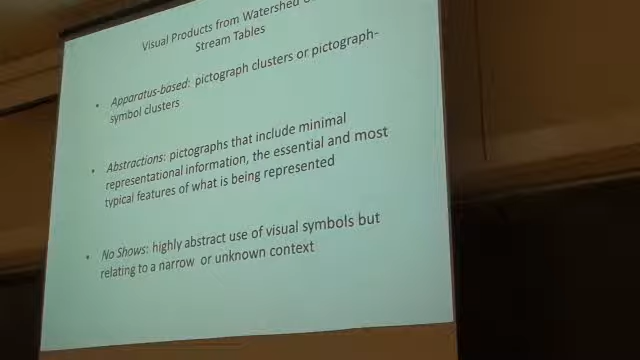 Visual Products from Watershed
Stream Tables
• Apparatus-based: pictograph clusters or pictograph-
symbol clusters
• Abstractions: pictographs that include minimal
representational information, the essential and most
typical features of what is being represented
• No Shows: highly abstract use of visual symbols but
relating to a narrow or unknown context